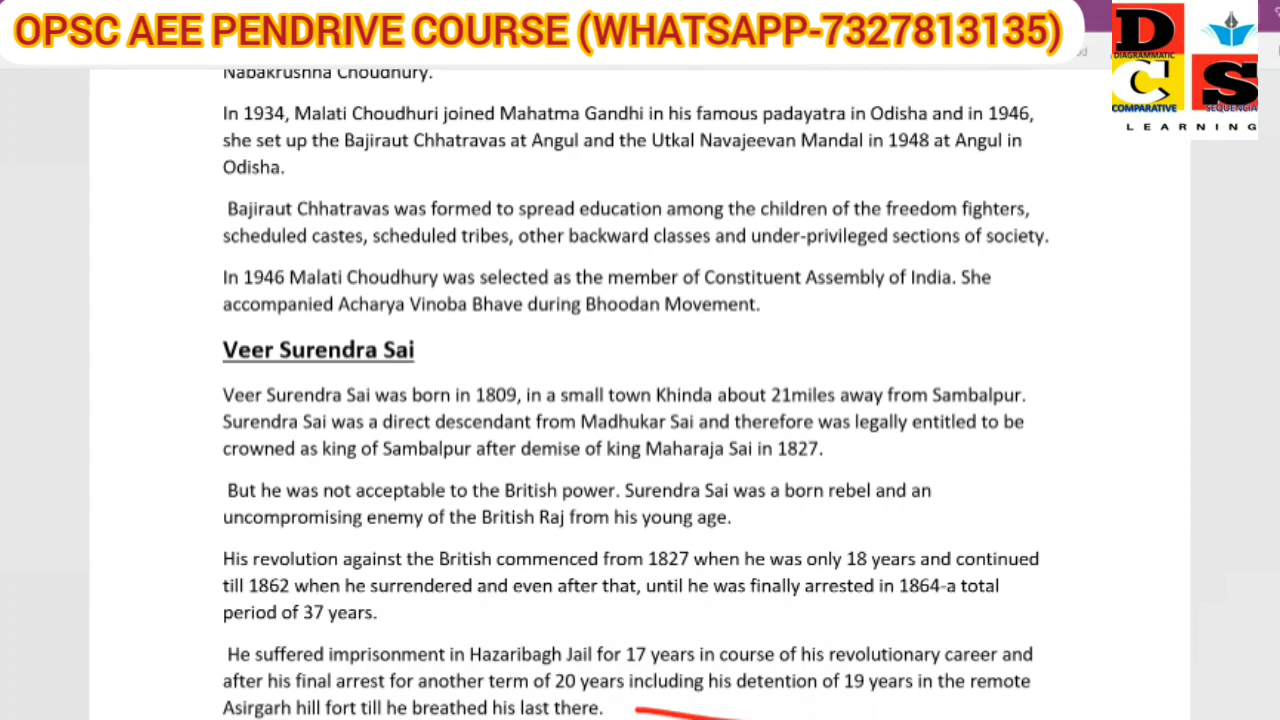 OPSC AEE PENDRIVE COURSE (WHATSAPP-7327813135)
D
DIAGRAMMATIC
C S
COMPARATIVE SEQUENCIA
LEARNING
Nabakrushna Choudhury.
In 1934, Malati Choudhuri joined Mahatma Gandhi in his famous padayatra in Odisha and in 1946,
she set up the Bajiraut Chhatravas at Angul and the Utkal Navajeevan Mandal in 1948 at Angul in
Odisha.
Bajiraut Chhatravas was formed to spread education among the children of the freedom fighters,
scheduled castes, scheduled tribes, other backward classes and under-privileged sections of society.
In 1946 Malati Choudhury was selected as the member of Constituent Assembly of India. She
accompanied Acharya Vinoba Bhave during Bhoodan Movement.
Veer Surendra Sai
Veer Surendra Sai was born in 1809, in a small town Khinda about 21miles away from Sambalpur.
Surendra Sai was a direct descendant from Madhukar Sai and therefore was legally entitled to be
crowned as king of Sambalpur after demise of king Maharaja Sai in 1827.
But he was not acceptable to the British power. Surendra Sai was a born rebel and an
uncompromising enemy of the British Raj from his young age.
His revolution against the British commenced from 1827 when he was only 18 years and continued
till 1862 when he surrendered and even after that, until he was finally arrested in 1864-a total
period of 37 years.
He suffered imprisonment in Hazaribagh Jail for 17 years in course of his revolutionary career and
after his final arrest for another term of 20 years including his detention of 19 years in the remote
Asirgarh hill fort till he breathed his last there.